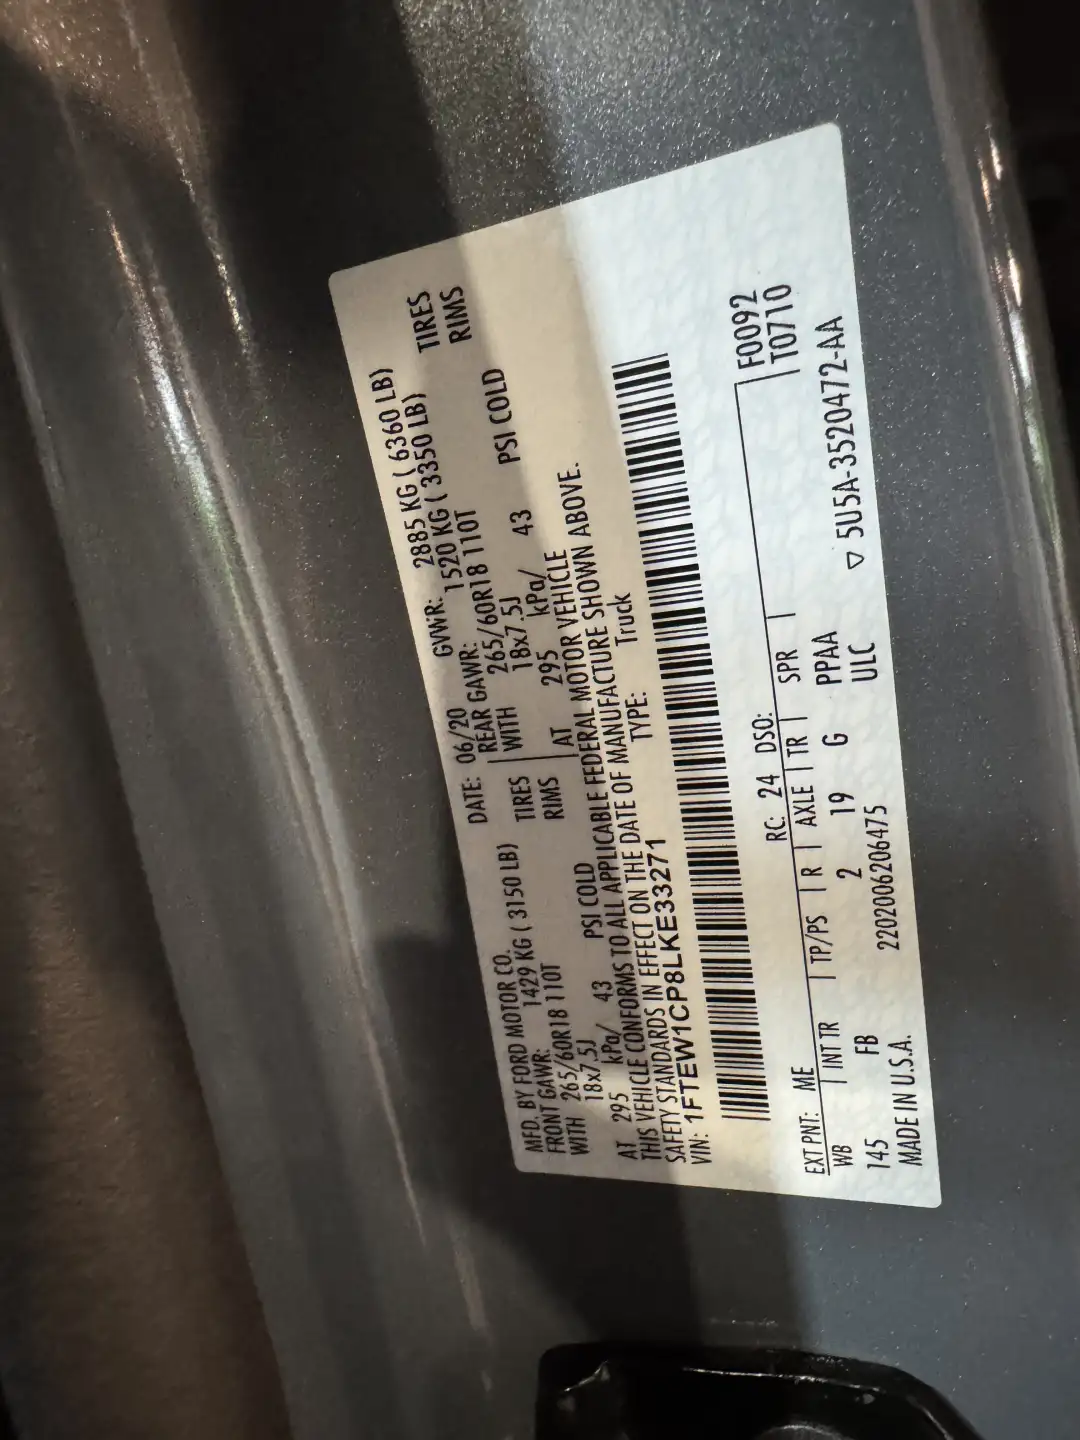 MFD. BY FORD MOTOR CO. DATE: 06/20 GVWR: 2885 KG ( 6360 LB)
FRONT GAWR: 1429 KG ( 3150 LB) REAR GAWR: 1520 KG ( 3350 LB)
WITH 265/60R18 110T TIRES WITH 265/60R18 110T TIRES
18x7.5J RIMS 18x7.5J RIMS
AT 295 kPa/ 43 PSI COLD AT 295 kPa/ 43 PSI COLD
THIS VEHICLE CONFORMS TO ALL APPLICABLE FEDERAL MOTOR VEHICLE
SAFETY STANDARDS IN EFFECT ON THE DATE OF MANUFACTURE SHOWN ABOVE.
VIN: 1FTEW1CP8LKE33271 TYPE: Truck
F0092
EXT PNT: ME RC: 24 DSO: T0710
WB INT TR TP/PS R AXLE TR SPR
145 FB 2 19 G PPAA
ULC ▽ 5U5A-3520472-AA
MADE IN U.S.A. 2202006206475